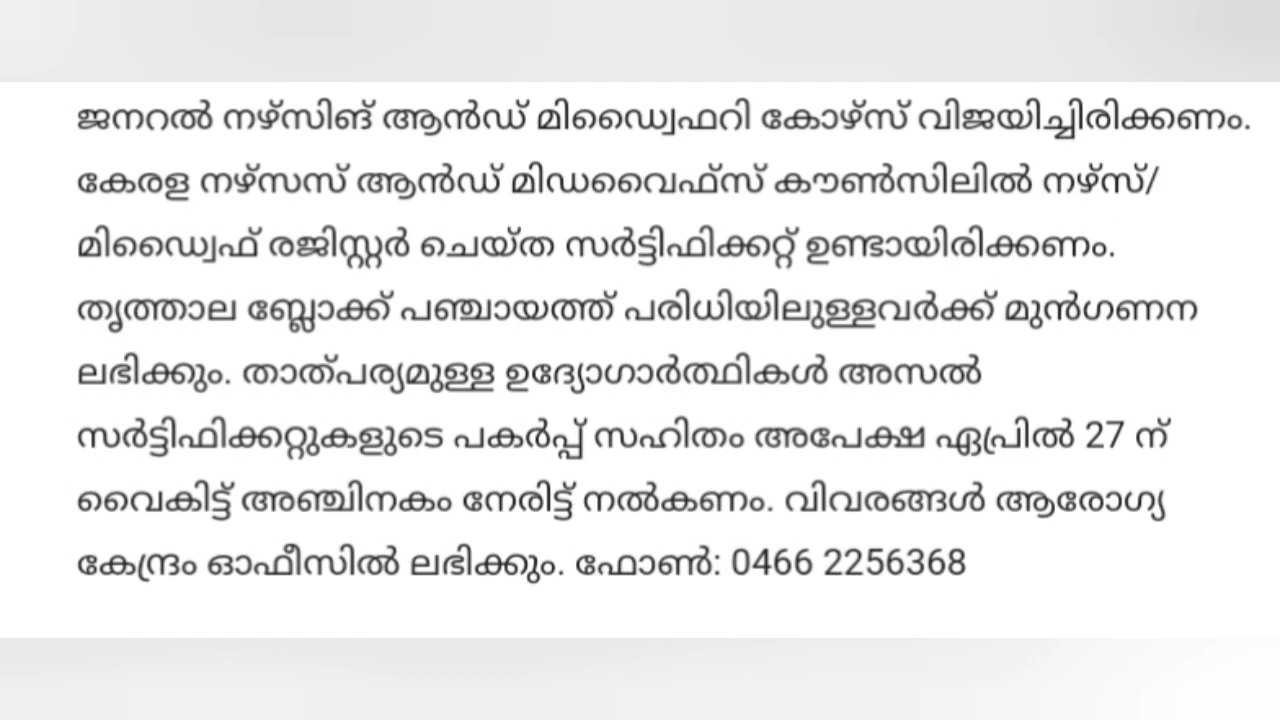 ജനറൽ നഴ്സിങ് ആൻഡ് മിഡ്വൈഫറി കോഴ്സ് വിജയിച്ചിരിക്കണം.
കേരള നഴ്സസ് ആൻഡ് മിഡവൈഫ്സ് കൗൺസിലിൽ നഴ്സ്/
മിഡ്വൈഫ് രജിസ്റ്റർ ചെയ്ത സർട്ടിഫിക്കറ്റ് ഉണ്ടായിരിക്കണം.
തൃത്താല ബ്ലോക്ക് പഞ്ചായത്ത് പരിധിയിലുള്ളവർക്ക് മുൻഗണന
ലഭിക്കും. താത്പര്യമുള്ള ഉദ്യോഗാർത്ഥികൾ അസൽ
സർട്ടിഫിക്കറ്റുകളുടെ പകർപ്പ് സഹിതം അപേക്ഷ ഏപ്രിൽ 27 ന്
വൈകിട്ട് അഞ്ചിനകം നേരിട്ട് നൽകണം. വിവരങ്ങൾ ആരോഗ്യ
കേന്ദ്രം ഓഫീസിൽ ലഭിക്കും. ഫോൺ: 0466 2256368